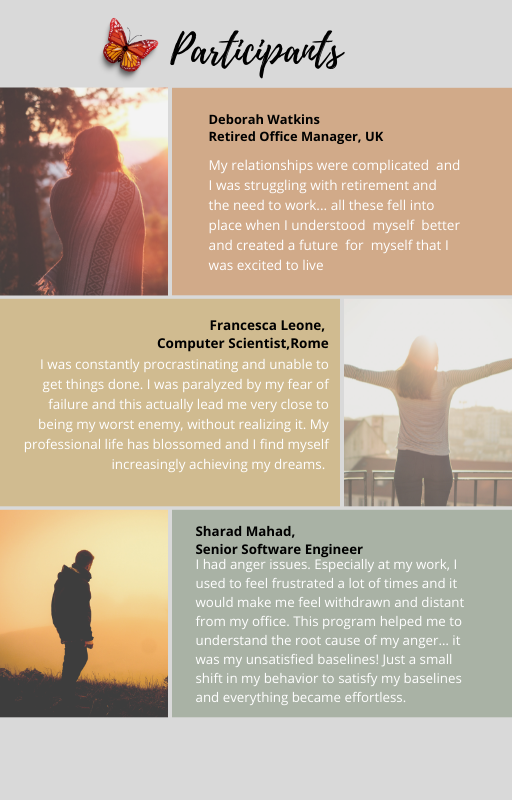 Participants
Deborah Watkins
Retired Office Manager, UK
My relationships were complicated and
I was struggling with retirement and
the need to work... all these fell into
place when I understood myself better
and created a future for myself that I
was excited to live
Francesca Leone,
Computer Scientist,Rome
I was constantly procrastinating and unable to
get things done. I was paralyzed by my fear of
failure and this actually lead me very close to
being my worst enemy, without realizing it. My
professional life has blossomed and I find myself
increasingly achieving my dreams.
Sharad Mahad,
Senior Software Engineer
I had anger issues. Especially at my work, I
used to feel frustrated a lot of times and it
would make me feel withdrawn and distant
from my office. This program helped me to
understand the root cause of my anger... it
was my unsatisfied baselines! Just a small
shift in my behavior to satisfy my baselines
and everything became effortless.